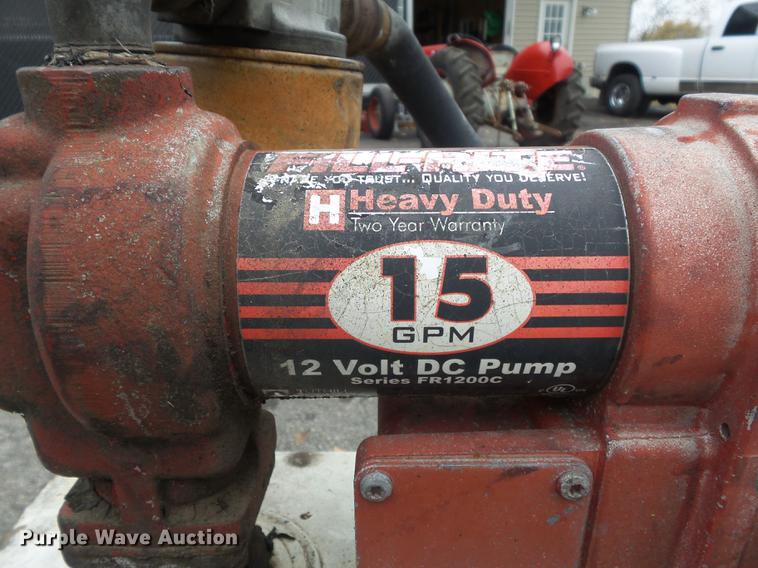 YOU TRUST... QUALITY YOU DESERVE!
H Heavy Duty
Two Year Warranty
15
GPM
12 Volt DC Pump
Series FR1200C
UL
Purple Wave Auction